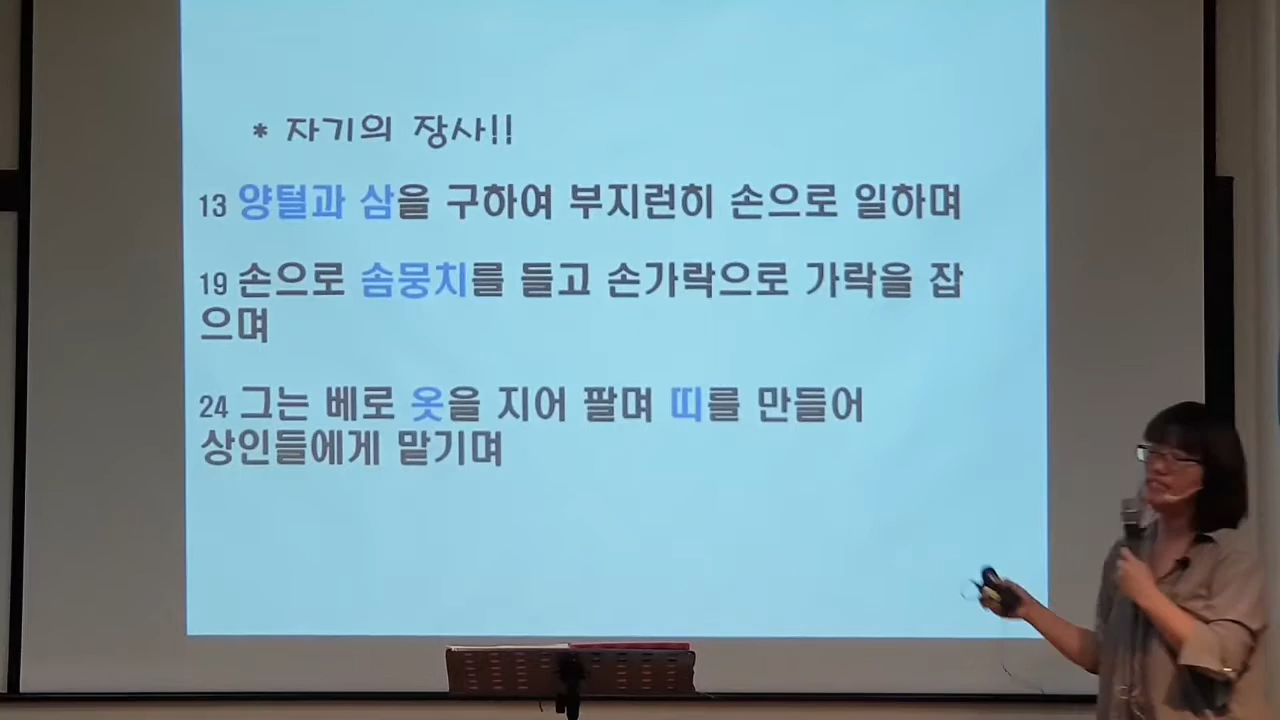 * 자기의 장사!!
13 양털과 삼을 구하여 부지런히 손으로 일하며
19 손으로 솜뭉치를 들고 손가락으로 가락을 잡
으며
24 그는 베로 옷을 지어 팔며 띠를 만들어
상인들에게 맡기며